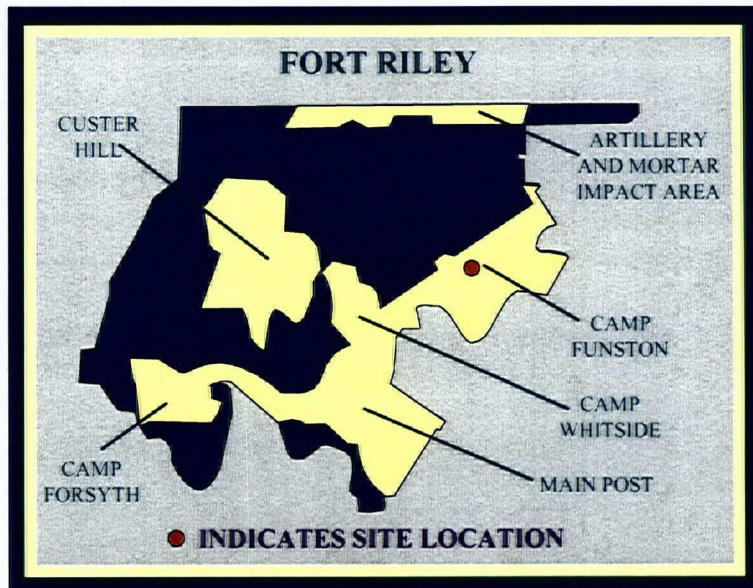 FORT RILEY
CUSTER
HILL
ARTILLERY
AND MORTAR
IMPACT AREA
CAMP
FUNSTON
CAMP
WHITSIDE
MAIN POST
CAMP
FORSYTH
INDICATES SITE LOCATION